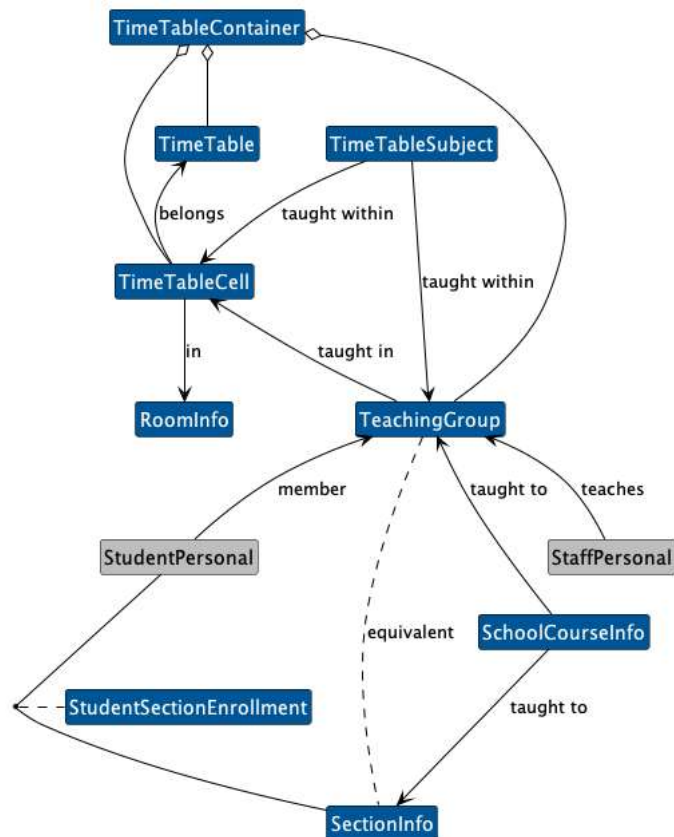 TimeTableContainer
TimeTable
TimeTableSubject
belongs
taught within
TimeTableCell
taught within
in
taught in
RoomInfo
TeachingGroup
member
taught to
teaches
StudentPersonal
StaffPersonal
equivalent
SchoolCourseInfo
StudentSectionEnrollment
taught to
SectionInfo